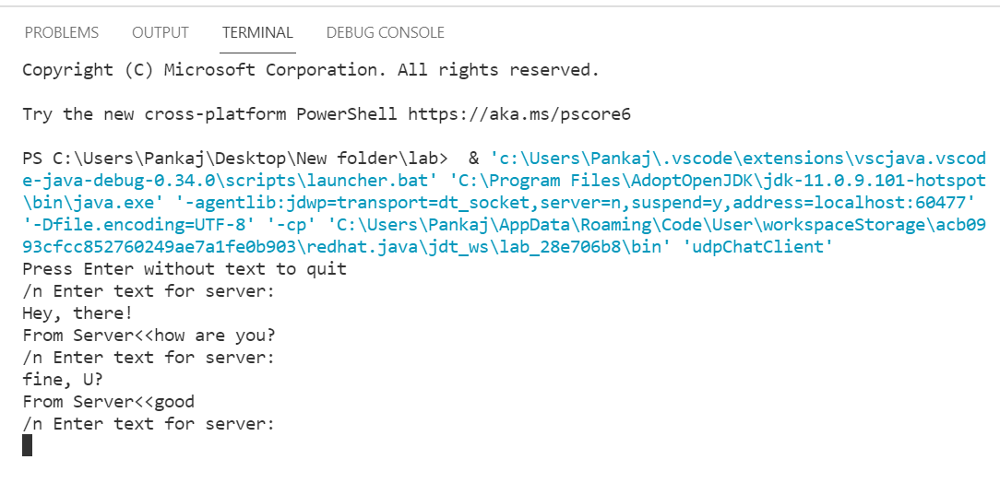 PROBLEMS OUTPUT TERMINAL DEBUG CONSOLE
Copyright (C) Microsoft Corporation. All rights reserved.
Try the new cross-platform PowerShell https://aka.ms/pscore6
PS C:\Users\Pankaj\Desktop\New folder\lab>  & 'c:\Users\Pankaj\.vscode\extensions\vscjava.vscod
e-java-debug-0.34.0\scripts\launcher.bat' 'C:\Program Files\AdoptOpenJDK\jdk-11.0.9.101-hotspot
\bin\java.exe' '-agentlib:jdwp=transport=dt_socket,server=n,suspend=y,address=localhost:60477'
'-Dfile.encoding=UTF-8' '-cp' 'C:\Users\Pankaj\AppData\Roaming\Code\User\workspaceStorage\acb09
93cfcc852760249ae7a1fe0b903\redhat.java\jdt_ws\lab_28e706b8\bin' 'udpChatClient'
Press Enter without text to quit
/n Enter text for server:
Hey, there!
From Server<<how are you?
/n Enter text for server:
fine, U?
From Server<<good
/n Enter text for server: